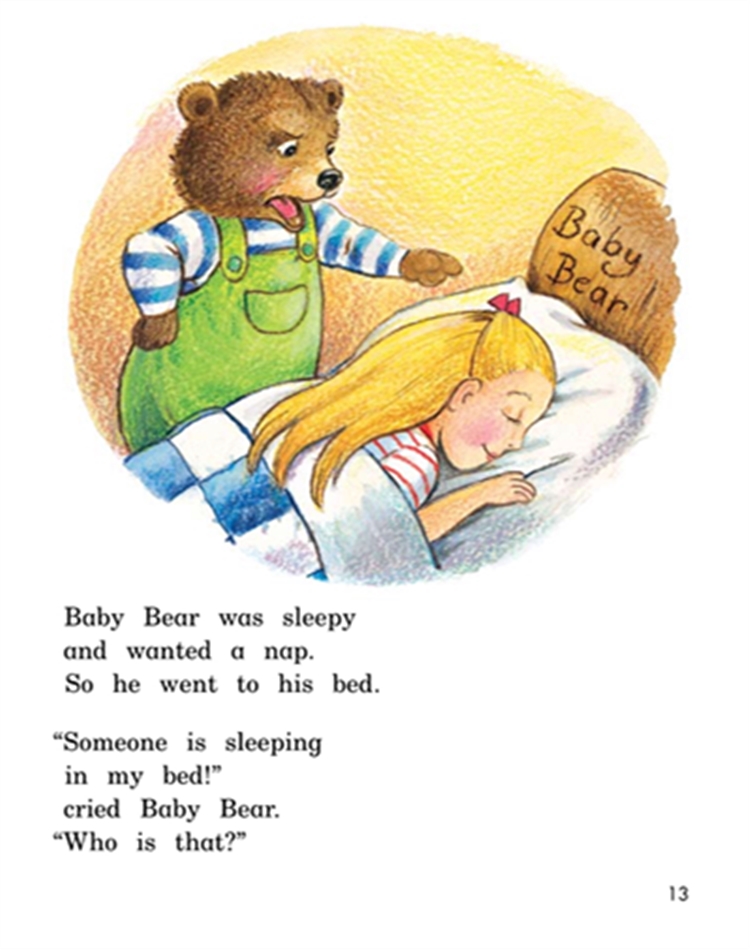 Baby
Bear
Baby Bear was sleepy
and wanted a nap.
So he went to his bed.
“Someone is sleeping
in my bed!”
cried Baby Bear.
“Who is that?”
13